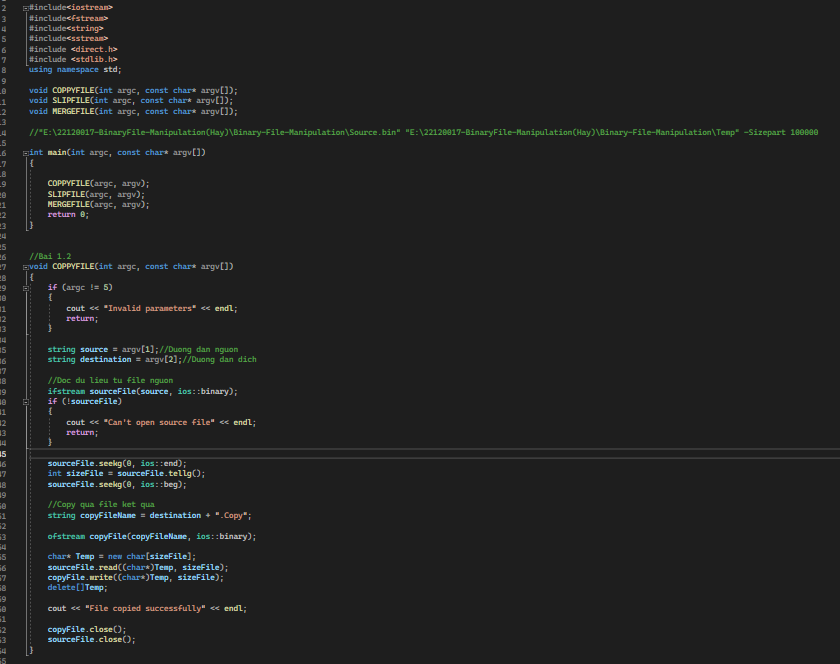 2 #include<iostream>
3 #include<fstream>
4 #include<string>
5 #include<sstream>
6 #include <direct.h>
7 #include <stdlib.h>
8 using namespace std;
9
10 void COPPYFILE(int argc, const char* argv[]);
11 void SLIPFILE(int argc, const char* argv[]);
12 void MERGEFILE(int argc, const char* argv[]);
13
14 //"E:\22120017-BinaryFile-Manipulation(Hay)\Binary-File-Manipulation\Source.bin" "E:\22120017-BinaryFile-Manipulation(Hay)\Binary-File-Manipulation\Temp" -Sizepart 100000
15
16 int main(int argc, const char* argv[])
17 {
18
19 COPPYFILE(argc, argv);
20 SLIPFILE(argc, argv);
21 MERGEFILE(argc, argv);
22 return 0;
23 }
24
25
26 //Bai 1.2
27 void COPPYFILE(int argc, const char* argv[])
28 {
29 if (argc != 5)
30 {
31 cout << "Invalid parameters" << endl;
32 return;
33 }
34
35 string source = argv[1];//Duong dan nguon
36 string destination = argv[2];//Duong dan dich
37
38 //Doc du lieu tu file nguon
39 ifstream sourceFile(source, ios::binary);
40 if (!sourceFile)
41 {
42 cout << "Can't open source file" << endl;
43 return;
44 }
45
46 sourceFile.seekg(0, ios::end);
47 int sizeFile = sourceFile.tellg();
48 sourceFile.seekg(0, ios::beg);
49
50 //Copy qua file ket qua
51 string copyFileName = destination + ".Copy";
52
53 ofstream copyFile(copyFileName, ios::binary);
54
55 char* Temp = new char[sizeFile];
56 sourceFile.read((char*)Temp, sizeFile);
57 copyFile.write((char*)Temp, sizeFile);
58 delete[]Temp;
59
60 cout << "File copied successfully" << endl;
61
62 copyFile.close();
63 sourceFile.close();
64 }
65